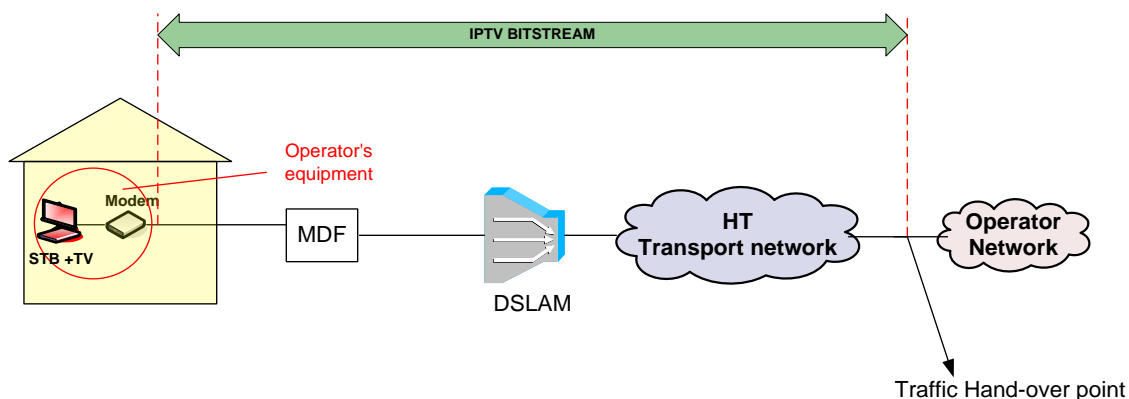 IPTV BITSTREAM
Operator's
equipment
Modem
STB +TV
MDF
DSLAM
HT
Transport network
Operator
Network
Traffic Hand-over point